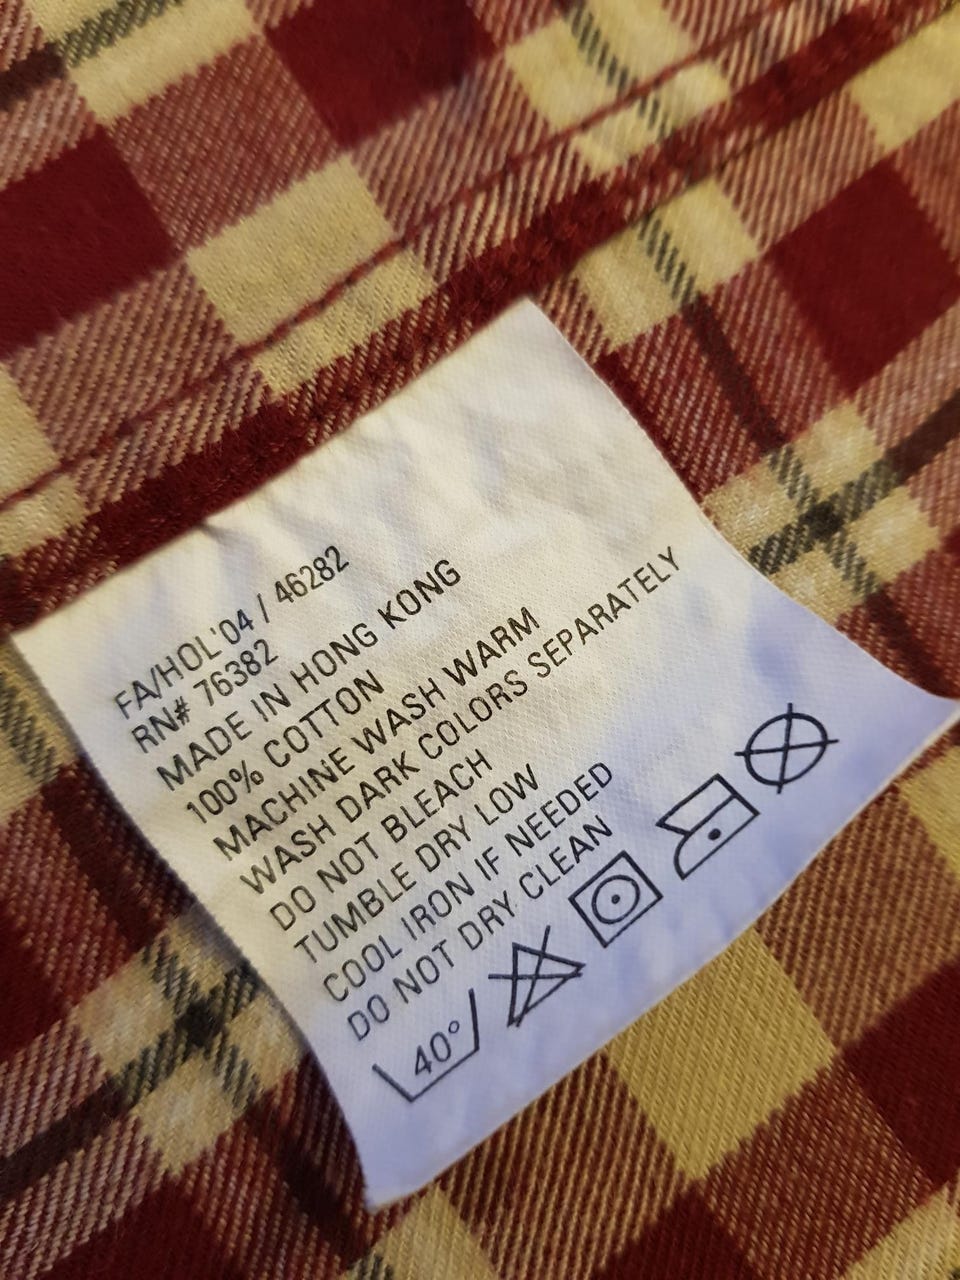 FA/HOL'04 / 46282
RN# 76382
MADE IN HONG KONG
100% COTTON
MACHINE WASH WARM
WASH DARK COLORS SEPARATELY
DO NOT BLEACH
TUMBLE DRY LOW
COOL IRON IF NEEDED
DO NOT DRY CLEAN
40°